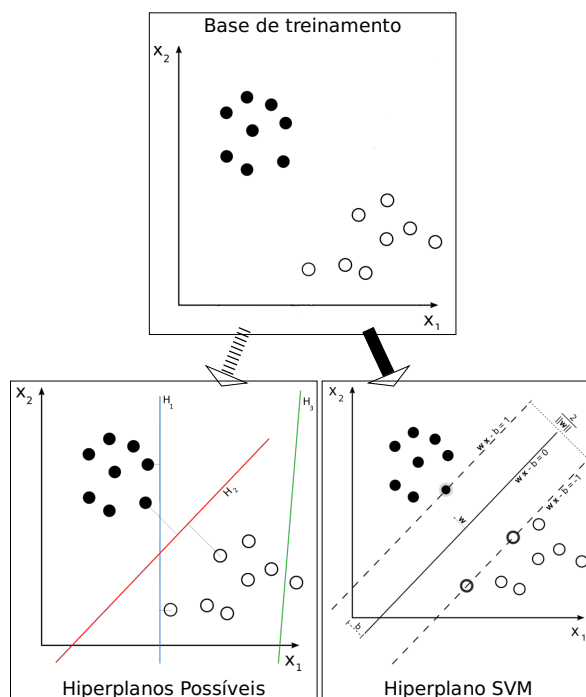 Base de treinamento
X2
X1
X2
H1
H3
H2
X1
Hiperplanos Possíveis
X2
2
||w||
w x - b = 1
w x - b = 0
w x - b = -1
- w
b
X1
Hiperplano SVM